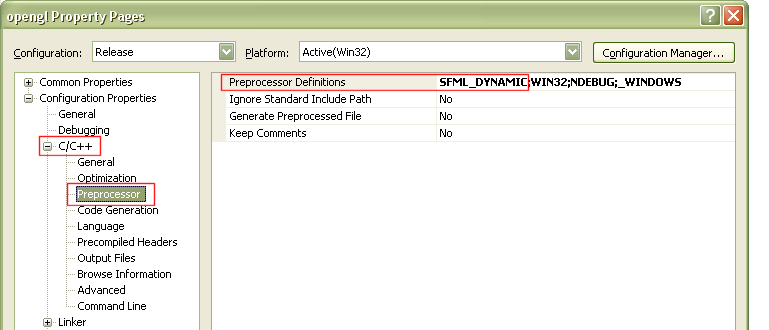 opengl Property Pages
Configuration: Release Platform: Active(Win32) Configuration Manager...
Common Properties
Configuration Properties
General
Debugging
C/C++
General
Optimization
Preprocessor
Code Generation
Language
Precompiled Headers
Output Files
Browse Information
Advanced
Command Line
Linker
Preprocessor Definitions SFML_DYNAMIC;WIN32;NDEBUG;_WINDOWS
Ignore Standard Include Path No
Generate Preprocessed File No
Keep Comments No